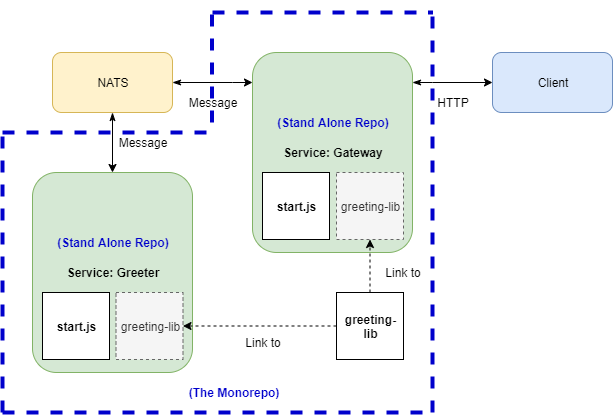 NATS
Client
Message
HTTP
(Stand Alone Repo)
Message
Service: Gateway
start.js
greeting-lib
(Stand Alone Repo)
Service: Greeter
Link to
start.js
greeting-lib
greeting-
lib
Link to
(The Monorepo)